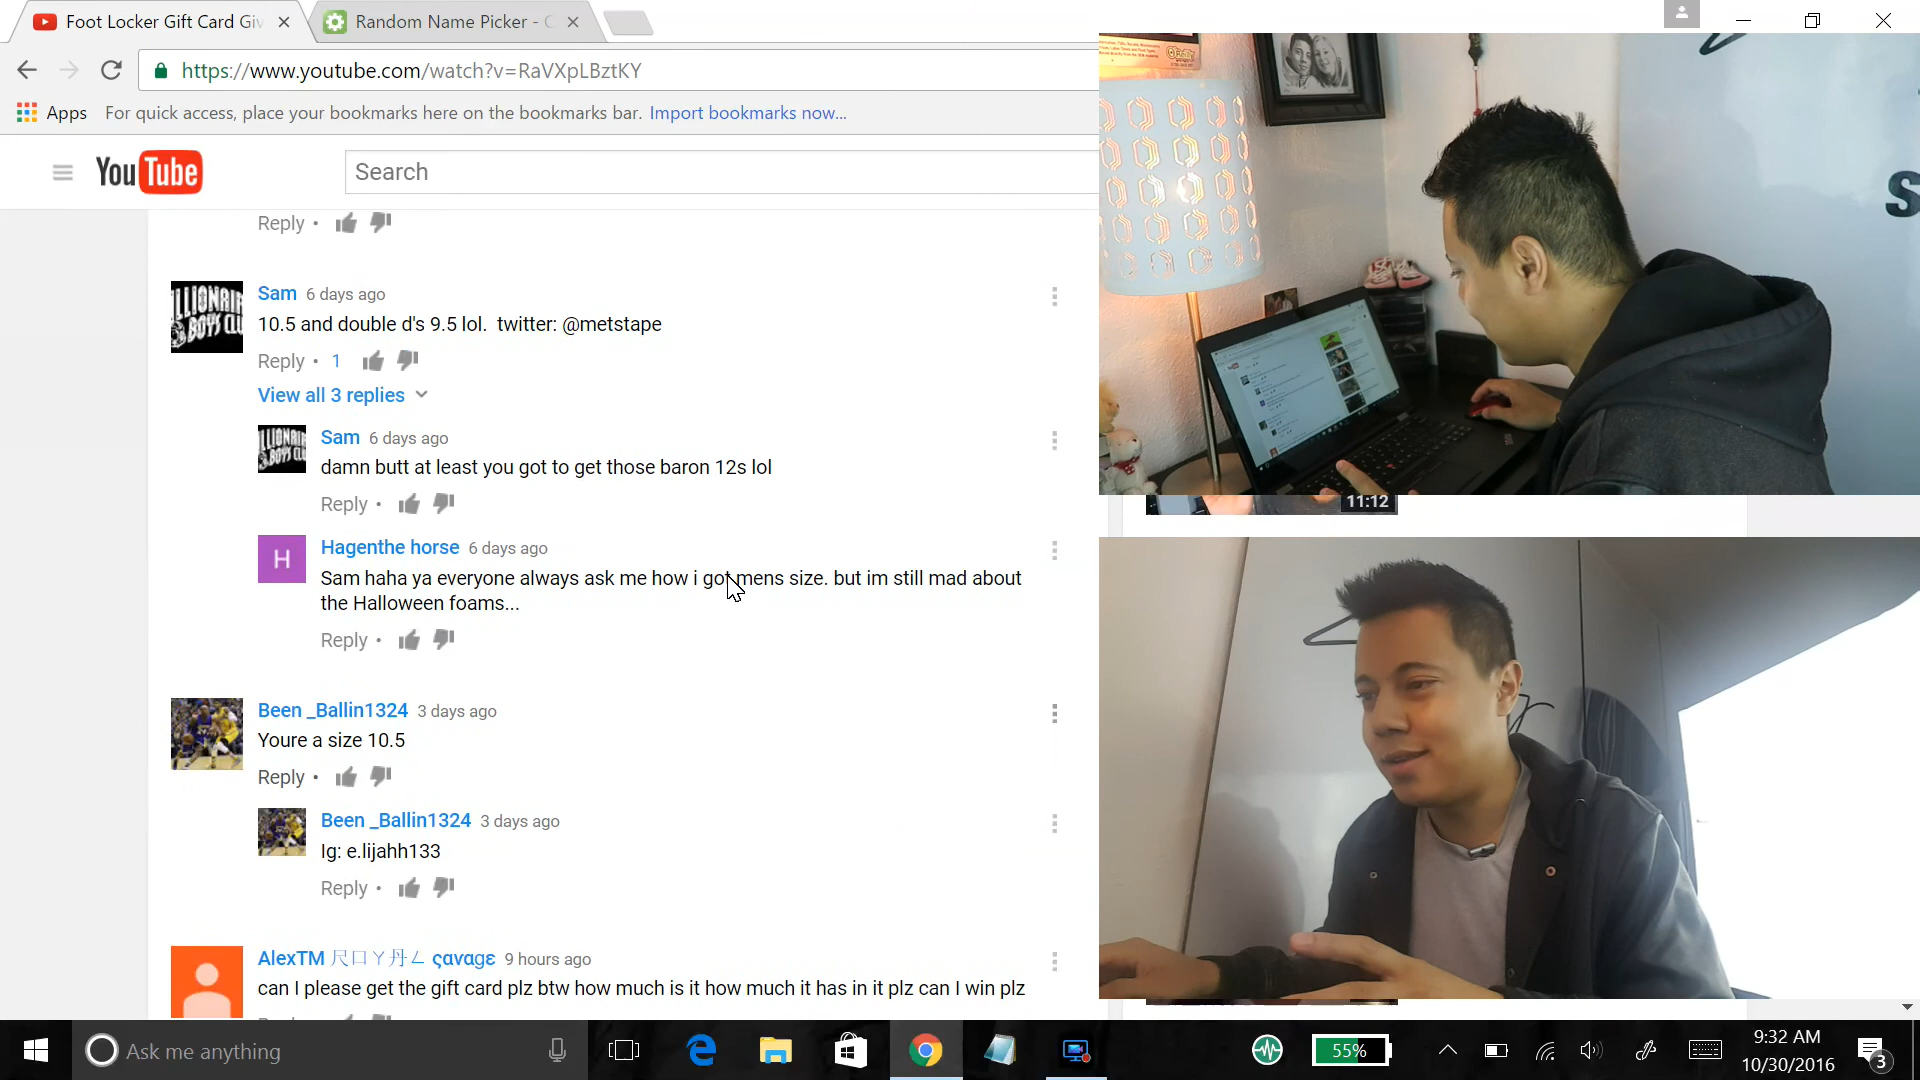 Foot Locker Gift Card Giv
Random Name Picker - C
https://www.youtube.com/watch?v=RaVXpLBztKY
Apps For quick access, place your bookmarks here on the bookmarks bar. Import bookmarks now...
YouTube
Search
Reply •
Sam 6 days ago
10.5 and double d's 9.5 lol. twitter: @metstape
Reply • 1
View all 3 replies
Sam 6 days ago
damn butt at least you got to get those baron 12s lol
Reply •
H
Hagenthe horse 6 days ago
Sam haha ya everyone always ask me how i got mens size. but im still mad about
the Halloween foams...
Reply •
Been _Ballin1324 3 days ago
Youre a size 10.5
Reply •
Been _Ballin1324 3 days ago
Ig: e.lijahh133
Reply •
AlexTM 尺口丫丹ㄥ ςαναgε 9 hours ago
can I please get the gift card plz btw how much is it how much it has in it plz can I win plz
11:12
S
Ask me anything
55%
9:32 AM
10/30/2016
3